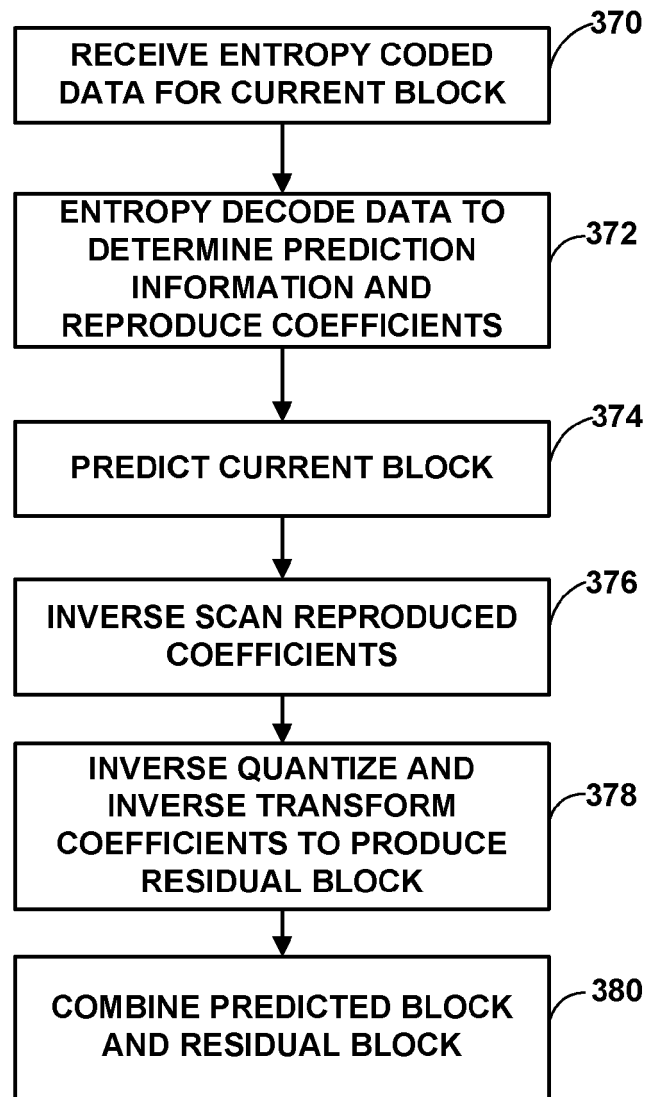 370
RECEIVE ENTROPY CODED
DATA FOR CURRENT BLOCK
ENTROPY DECODE DATA TO
DETERMINE PREDICTION
INFORMATION AND
REPRODUCE COEFFICIENTS
372
374
PREDICT CURRENT BLOCK
376
INVERSE SCAN REPRODUCED
COEFFICIENTS
INVERSE QUANTIZE AND
INVERSE TRANSFORM
COEFFICIENTS TO PRODUCE
RESIDUAL BLOCK
378
380
COMBINE PREDICTED BLOCK
AND RESIDUAL BLOCK